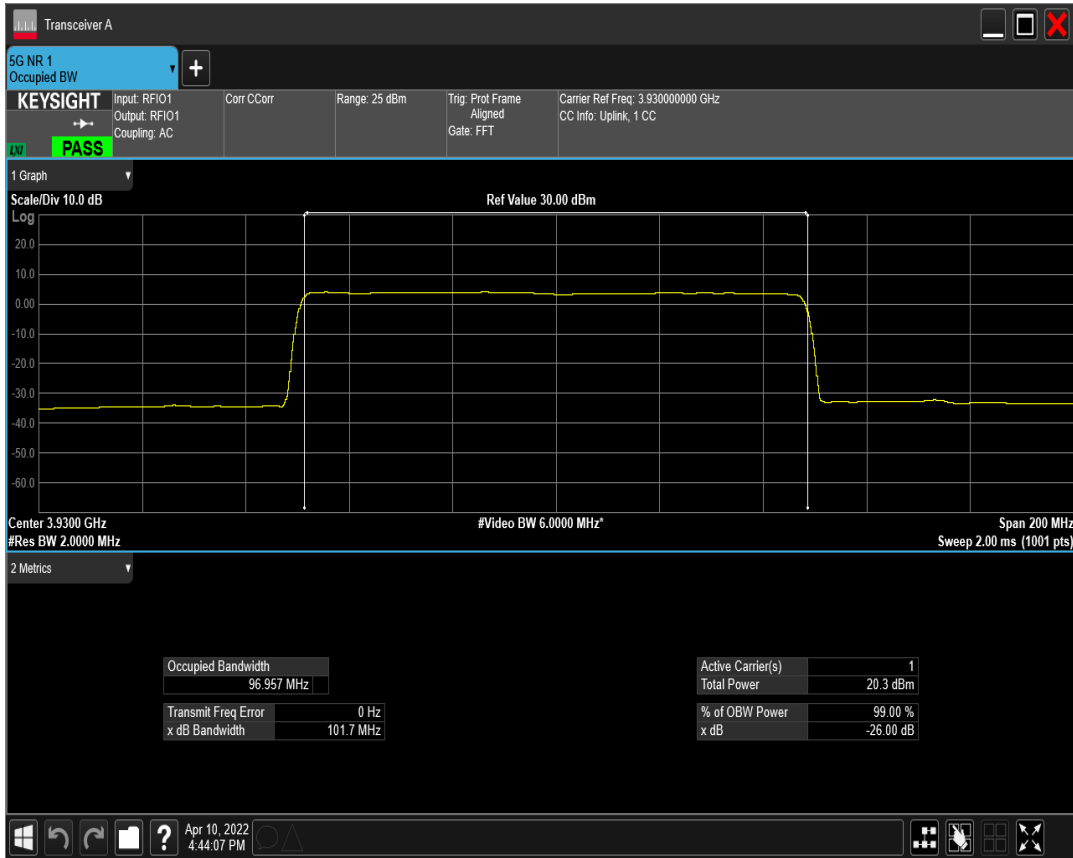 Transceiver A
5G NR 1
Occupied BW
KEYSIGHT
LXI
PASS
Input: RFIO1
Output: RFIO1
Coupling: AC
Corr CCorr
Range: 25 dBm
Trig: Prot Frame
Aligned
Gate: FFT
Carrier Ref Freq: 3.930000000 GHz
CC Info: Uplink, 1 CC
1 Graph
Scale/Div 10.0 dB
Ref Value 30.00 dBm
Log
20.0
10.0
0.00
-10.0
-20.0
-30.0
-40.0
-50.0
-60.0
Center 3.9300 GHz
#Video BW 6.0000 MHz*
Span 200 MHz
#Res BW 2.0000 MHz
Sweep 2.00 ms (1001 pts)
2 Metrics
Occupied Bandwidth
96.957 MHz
Transmit Freq Error 0 Hz
x dB Bandwidth 101.7 MHz
Active Carrier(s) 1
Total Power 20.3 dBm
% of OBW Power 99.00 %
x dB -26.00 dB
?
Apr 10, 2022
4:44:07 PM